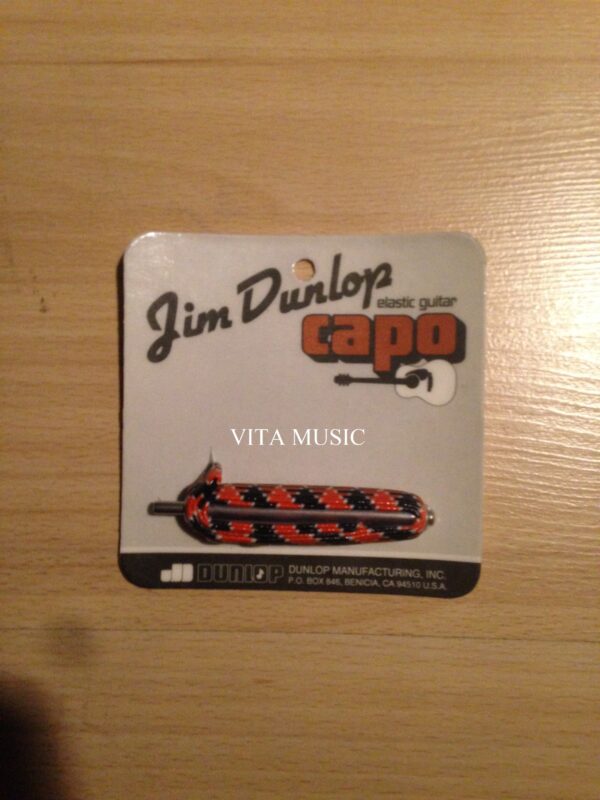 Jim Dunlop
elastic guitar
capo
VITA MUSIC
DUNLOP
DUNLOP MANUFACTURING, INC.
P.O. BOX 846, BENICIA, CA 94510 U.S.A.